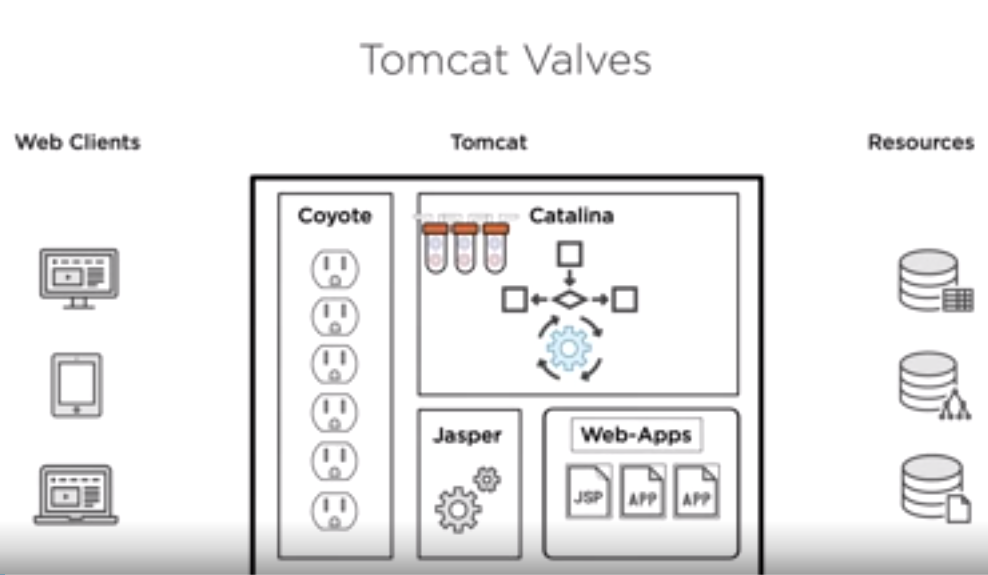 Tomcat Valves
Web Clients
Tomcat
Resources
Coyote
Catalina
Jasper
Web-Apps
JSP
APP
APP